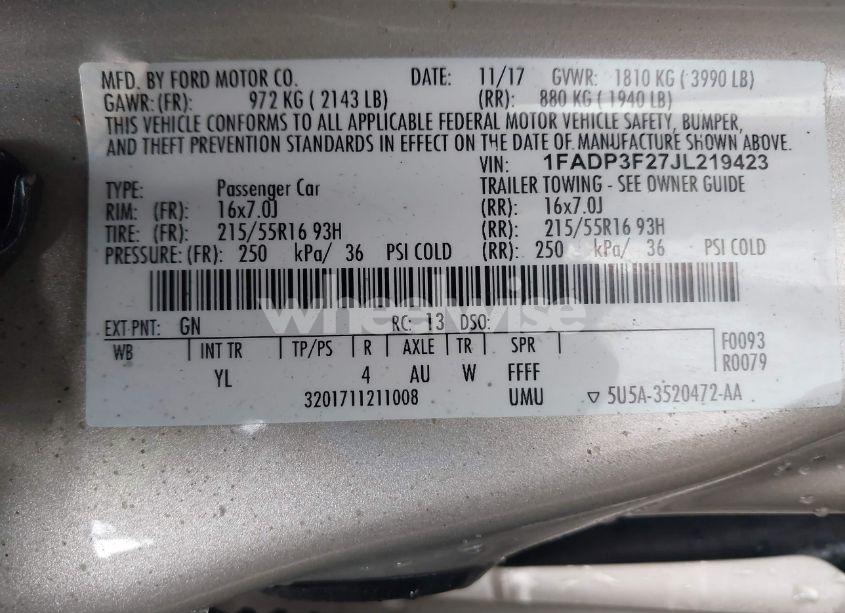 MFD. BY FORD MOTOR CO. DATE: 11/17 GVWR: 1810 KG ( 3990 LB)
GAWR: (FR): 972 KG ( 2143 LB) (RR): 880 KG ( 1940 LB)
THIS VEHICLE CONFORMS TO ALL APPLICABLE FEDERAL MOTOR VEHICLE SAFETY, BUMPER,
AND THEFT PREVENTION STANDARDS IN EFFECT ON THE DATE OF MANUFACTURE SHOWN ABOVE.
VIN: 1FADP3F27JL219423
TYPE: Passenger Car TRAILER TOWING - SEE OWNER GUIDE
RIM: (FR): 16x7.0J (RR): 16x7.0J
TIRE: (FR): 215/55R16 93H (RR): 215/55R16 93H
PRESSURE: (FR): 250 kPa/ 36 PSI COLD (RR): 250 kPa/ 36 PSI COLD
wheelwise
EXT PNT: GN RC: 13 DSO: F0093
WB INT TR TP/PS R AXLE TR SPR R0079
YL 4 AU W FFFF
3201711211008 UMU ▽ 5U5A-3520472-AA